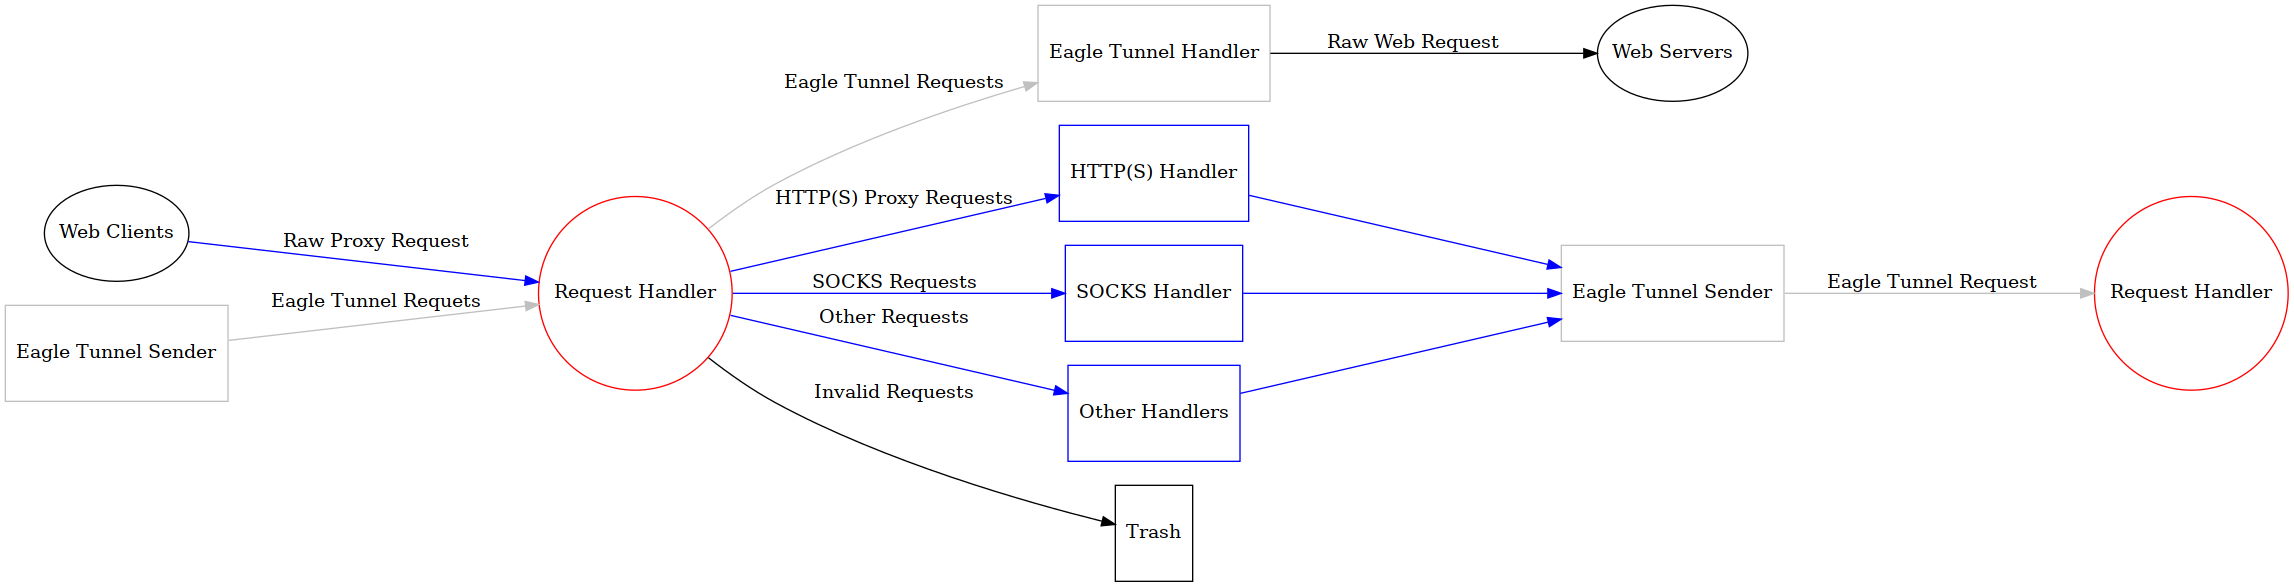 Eagle Tunnel Handler
Raw Web Request
Web Servers
Eagle Tunnel Requests
HTTP(S) Handler
HTTP(S) Proxy Requests
Web Clients
Raw Proxy Request
Eagle Tunnel Requets
Eagle Tunnel Sender
Request Handler
SOCKS Requests
SOCKS Handler
Eagle Tunnel Sender
Eagle Tunnel Request
Request Handler
Other Requests
Other Handlers
Invalid Requests
Trash